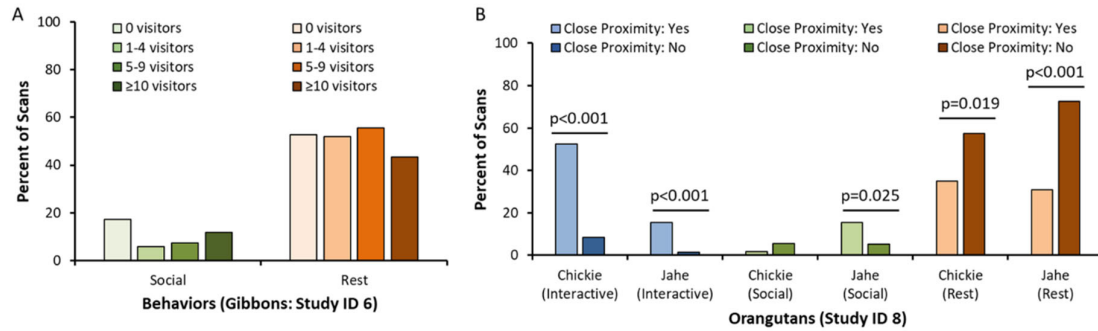 A
0 visitors 0 visitors
1-4 visitors 1-4 visitors
5-9 visitors 5-9 visitors
≥10 visitors ≥10 visitors
100
80
60
40
20
0
Percent of Scans
Social Rest
Behaviors (Gibbons: Study ID 6)
B
Close Proximity: Yes Close Proximity: Yes Close Proximity: Yes
Close Proximity: No Close Proximity: No Close Proximity: No
100
80
60
40
20
0
Percent of Scans
p<0.001
p<0.001
p=0.025
p=0.019
p<0.001
Chickie Jahe Chickie Jahe Chickie Jahe
(Interactive) (Interactive) (Social) (Social) (Rest) (Rest)
Orangutans (Study ID 8)